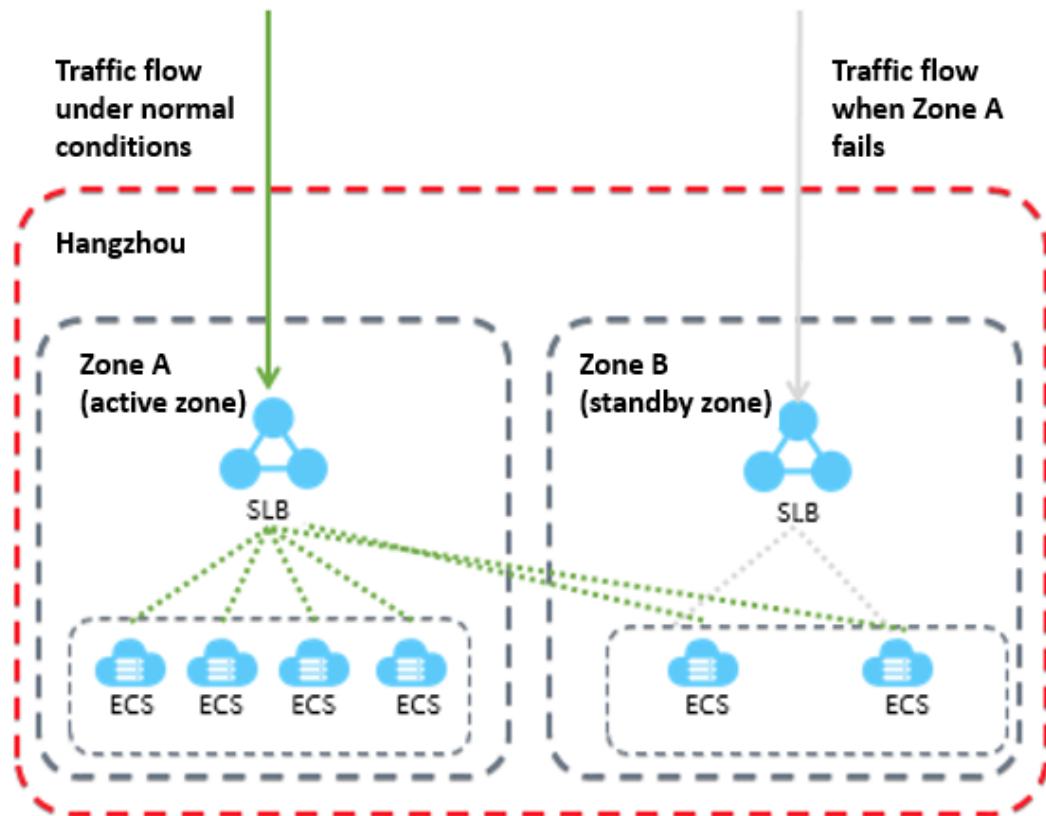 Traffic flow
under normal
conditions
Traffic flow
when Zone A
fails
Hangzhou
Zone A
(active zone)
Zone B
(standby zone)
SLB
SLB
ECS
ECS
ECS
ECS
ECS
ECS